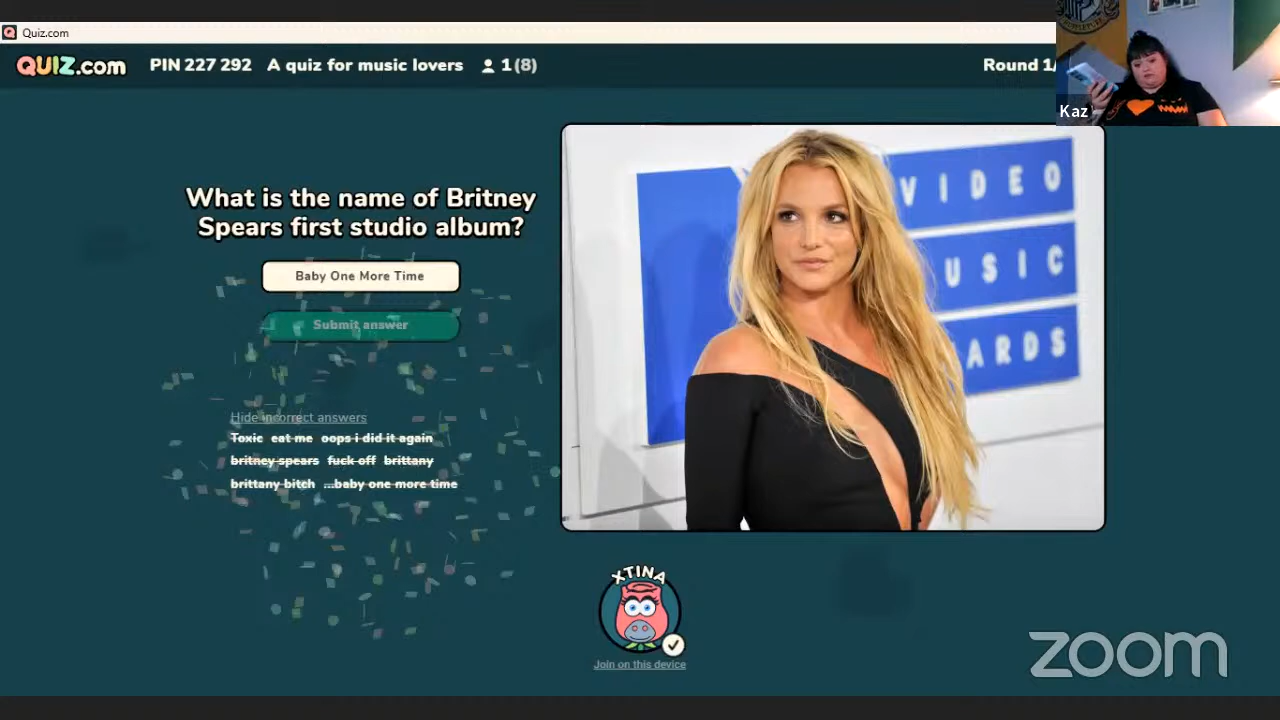 Quiz.com
QUIZ.com PIN 227 292 A quiz for music lovers 1(8) Round 1/
Kaz
What is the name of Britney
Spears first studio album?
Baby One More Time
Submit answer
Hide incorrect answers
Toxic eat me oops i did it again
britney spears fuck off brittany
brittany bitch ...baby one more time
VIDEO
MUSIC
ARDS
XTINA
Join on this device
zoom